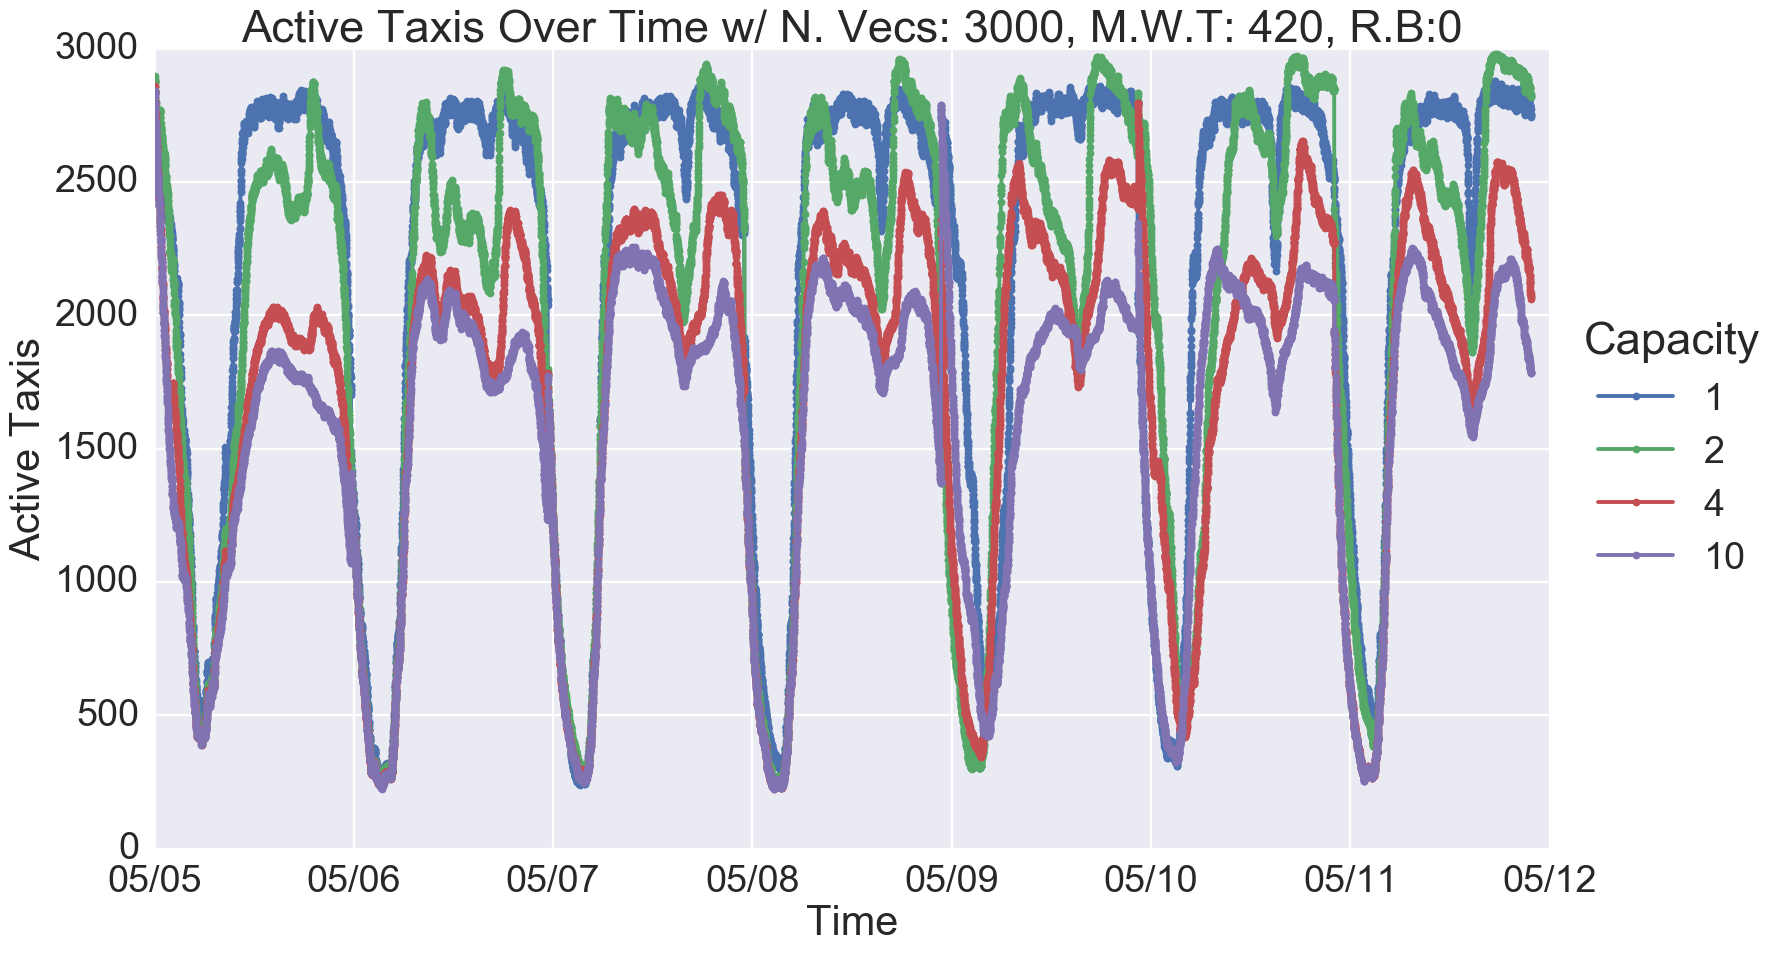 Active Taxis Over Time w/ N. Vecs: 3000, M.W.T: 420, R.B:0
3000
2500
2000
1500
1000
500
0
Active Taxis
05/05 05/06 05/07 05/08 05/09 05/10 05/11 05/12
Time
Capacity
1
2
4
10